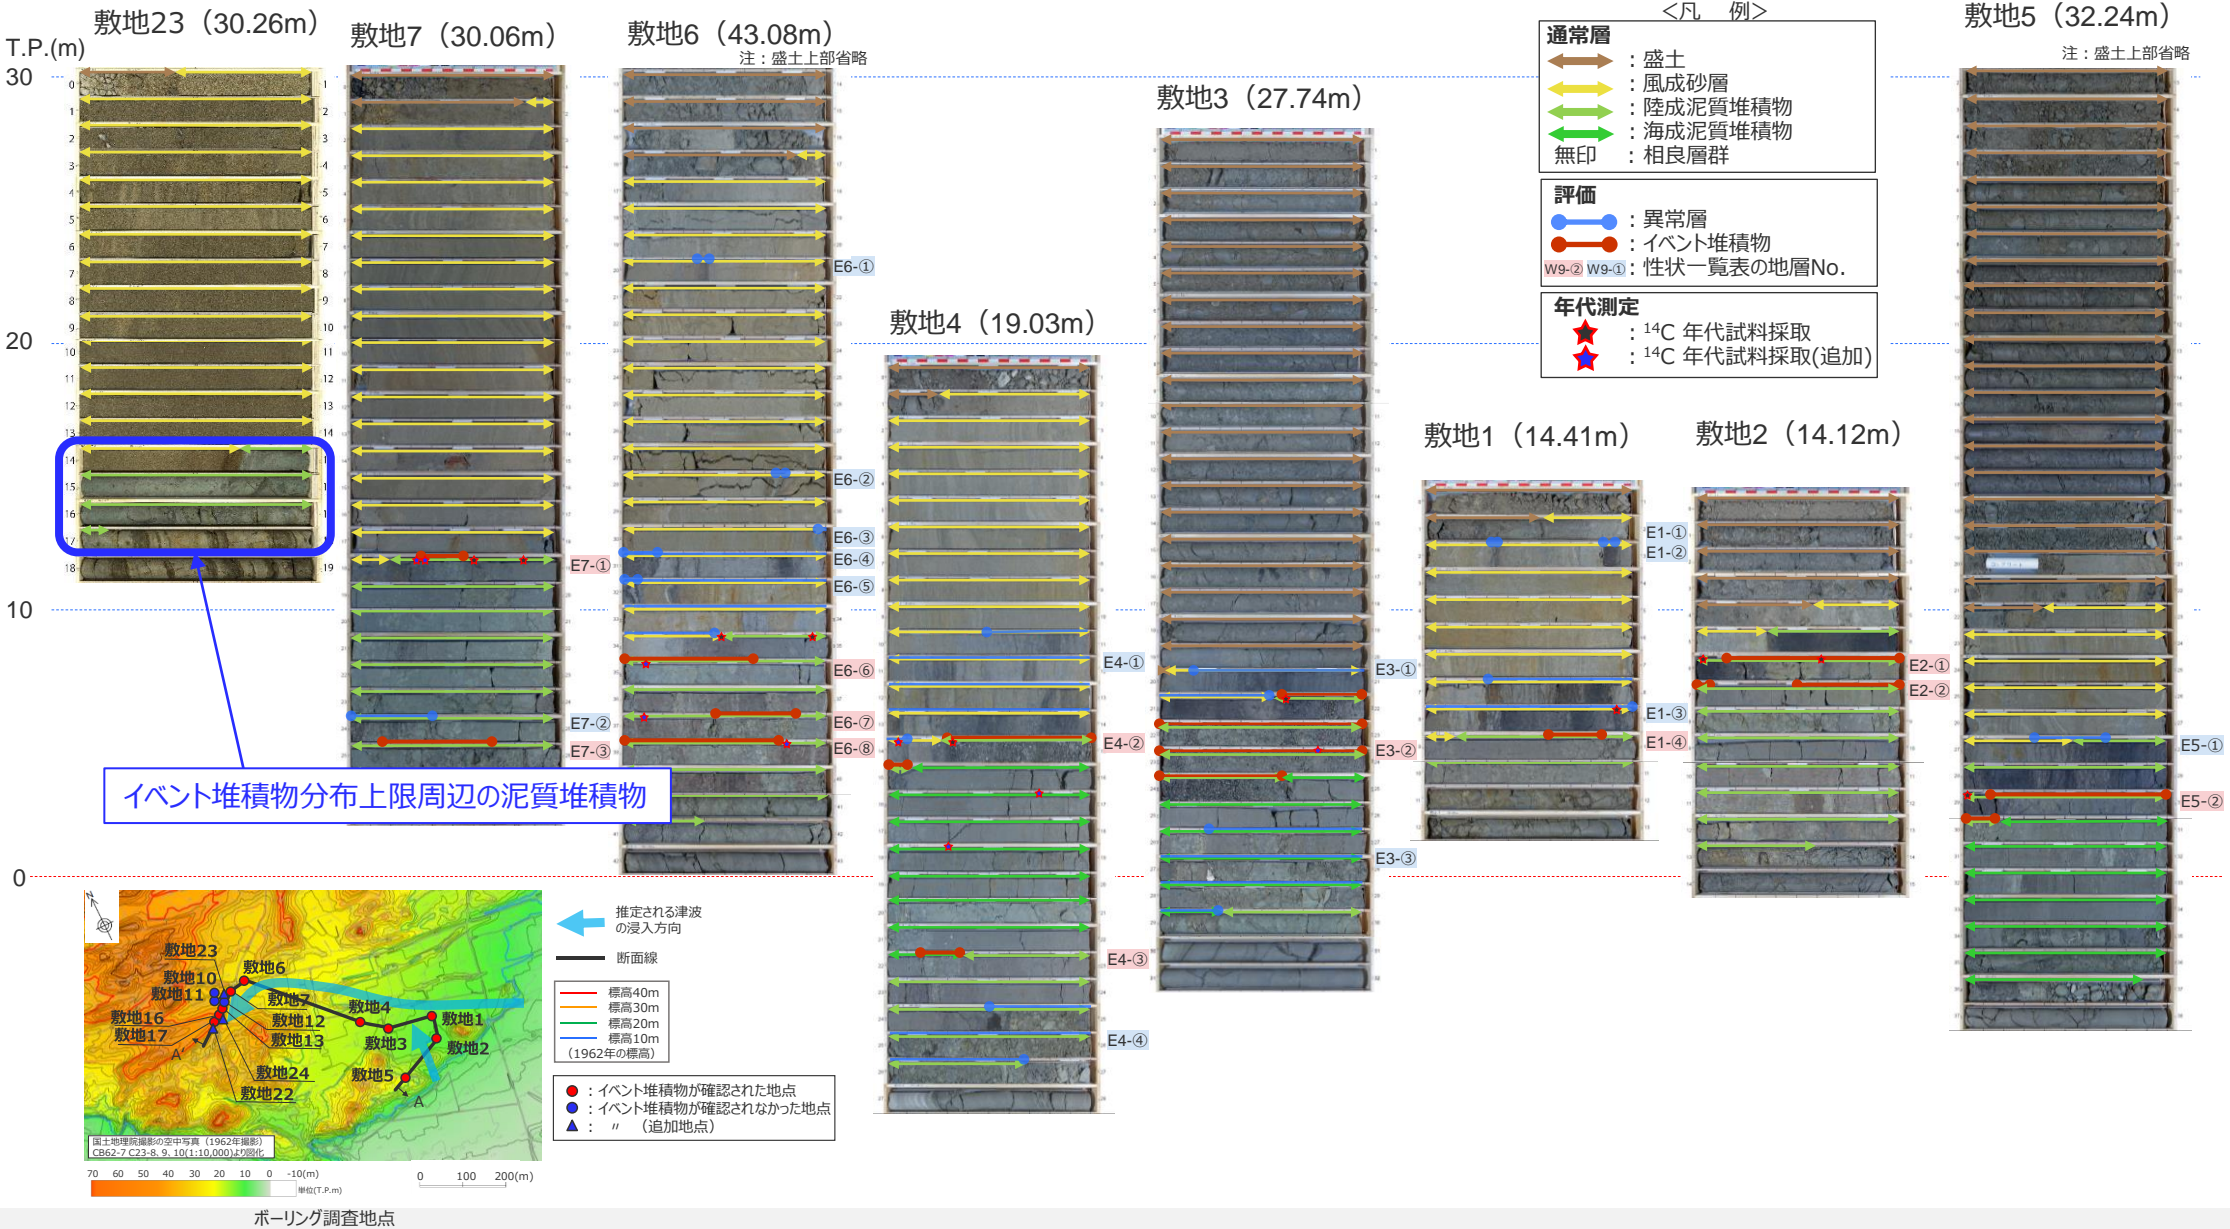 敷地23（30.26m）
敷地7（30.06m）
敷地6（43.08m）
注：盛土上部省略
敷地4（19.03m）
敷地3（27.74m）
敷地1（14.41m）
敷地2（14.12m）
敷地5（32.24m）
注：盛土上部省略
T.P.(m)
30
20
10
0
＜凡　例＞
通常層
：盛土
：風成砂層
：陸成泥質堆積物
：海成泥質堆積物
無印　：相良層群
評価
：異常層
：イベント堆積物
W9-② W9-①：性状一覧表の地層No.
年代測定
：14C 年代試料採取
：14C 年代試料採取(追加)
E7-①
E7-②
E7-③
E6-①
E6-②
E6-③
E6-④
E6-⑤
E6-⑥
E6-⑦
E6-⑧
E4-①
E4-②
E4-③
E4-④
E3-①
E3-②
E3-③
E1-①
E1-②
E1-③
E1-④
E2-①
E2-②
E5-①
E5-②
イベント堆積物分布上限周辺の泥質堆積物
敷地23
敷地6
敷地10
敷地11
敷地7
敷地4
敷地1
敷地16
敷地12
敷地17
敷地13
敷地3
敷地2
A'
敷地24
敷地5
敷地22
A
国土地理院撮影の空中写真（1962年撮影）
CB62-7 C23-8、9、10(1:10,000)より図化
70 60 50 40 30 20 10 0 -10(m)
単位(T.P.m)
0 100 200(m)
推定される津波
の浸入方向
断面線
標高40m
標高30m
標高20m
標高10m
（1962年の標高）
：イベント堆積物が確認された地点
：イベント堆積物が確認されなかった地点
：　〃　（追加地点）
ボーリング調査地点